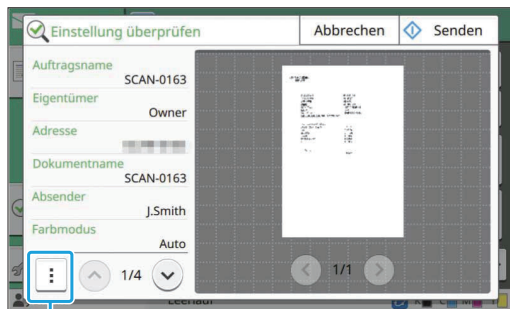 Einstellung überprüfen
Abbrechen
Senden
Auftragsname
SCAN-0163
Eigentümer
Owner
Adresse
Dokumentname
SCAN-0163
Absender
J.Smith
Farbmodus
Auto
1/4
1/1
Leerlauf